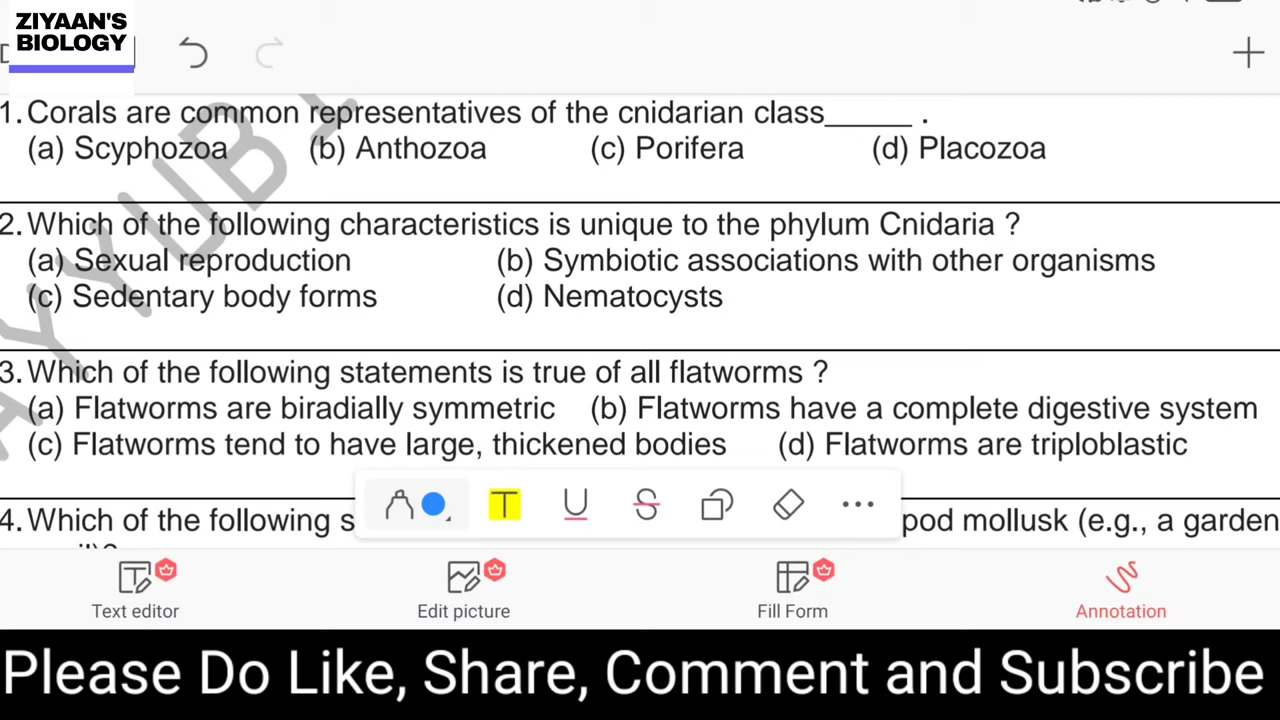 ZIYAAN'S
BIOLOGY
1. Corals are common representatives of the cnidarian class______ .
(a) Scyphozoa (b) Anthozoa (c) Porifera (d) Placozoa
2. Which of the following characteristics is unique to the phylum Cnidaria ?
(a) Sexual reproduction (b) Symbiotic associations with other organisms
(c) Sedentary body forms (d) Nematocysts
3. Which of the following statements is true of all flatworms ?
(a) Flatworms are biradially symmetric (b) Flatworms have a complete digestive system
(c) Flatworms tend to have large, thickened bodies (d) Flatworms are triploblastic
T U S
4. Which of the following s pod mollusk (e.g., a garden
Text editor Edit picture Fill Form Annotation
Please Do Like, Share, Comment and Subscribe